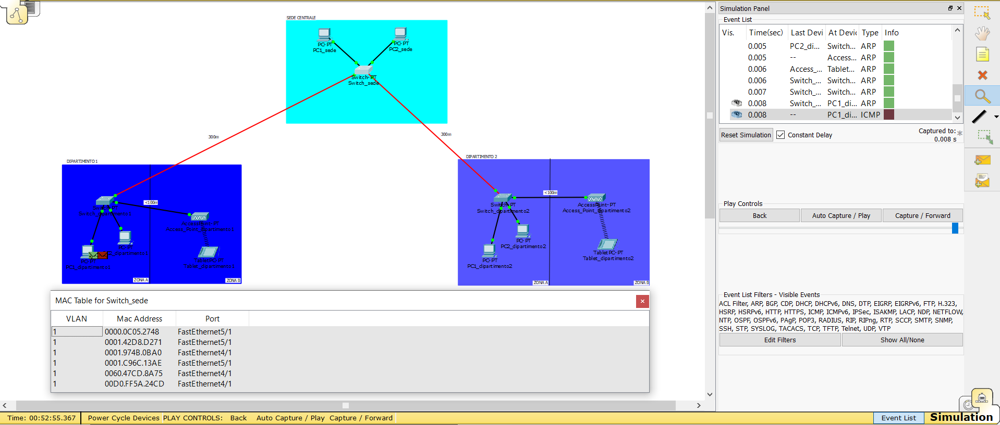 SEDE CENTRALE
PC-PT
PC1_sede
PC-PT
PC2_sede
Switch-PT
Switch_sede
300m
300m
DIPARTIMENTO 1
<100m
Switch-PT
Switch_dipartimento1
AccessPoint-PT
Access_Point_dipartimento1
PC-PT
PC1_dipartimento1
TabletPC-PT
Tablet_dipartimento1
ZONA A
ZONA B
DIPARTIMENTO 2
<100m
Switch-PT
Switch_dipartimento2
AccessPoint-PT
Access_Point_dipartimento2
PC-PT
PC2_dipartimento2
PC-PT
PC1_dipartimento2
TabletPC-PT
Tablet_dipartimento2
ZONA A
ZONA B
MAC Table for Switch_sede
VLAN Mac Address Port
1 0000.0C05.2748 FastEthernet5/1
1 0001.42D8.D271 FastEthernet5/1
1 0001.974B.0BA0 FastEthernet4/1
1 0001.C96C.13AE FastEthernet5/1
1 0060.47CD.8A75 FastEthernet4/1
1 00D0.FF5A.24CD FastEthernet4/1
Simulation Panel
Event List
Vis. Time(sec) Last Devi At Devic Type Info
0.005 PC2_di... Switch... ARP
0.005 -- Access... ARP
0.006 Access_... Tablet... ARP
0.006 Switch_... Switch... ARP
0.007 Switch_... Switch... ARP
0.008 Switch_... PC1_di... ARP
0.008 -- PC1_di... ICMP
Reset Simulation Constant Delay Captured to:
0.008 s
Play Controls
Back Auto Capture / Play Capture / Forward
Event List Filters - Visible Events
ACL Filter, ARP, BGP, CDP, DHCP, DHCPv6, DNS, DTP, EIGRP, EIGRPv6, FTP, H.323,
HSRP, HSRPv6, HTTP, HTTPS, ICMP, ICMPv6, IPSec, ISAKMP, LACP, NDP, NETFLOW,
NTP, OSPF, OSPFv6, PAgP, POP3, RADIUS, RIP, RIPng, RTP, SCCP, SMTP, SNMP,
SSH, STP, SYSLOG, TACACS, TCP, TFTP, Telnet, UDP, VTP
Edit Filters Show All/None
Time: 00:52:55.367 Power Cycle Devices PLAY CONTROLS: Back Auto Capture / Play Capture / Forward
Event List Simulation